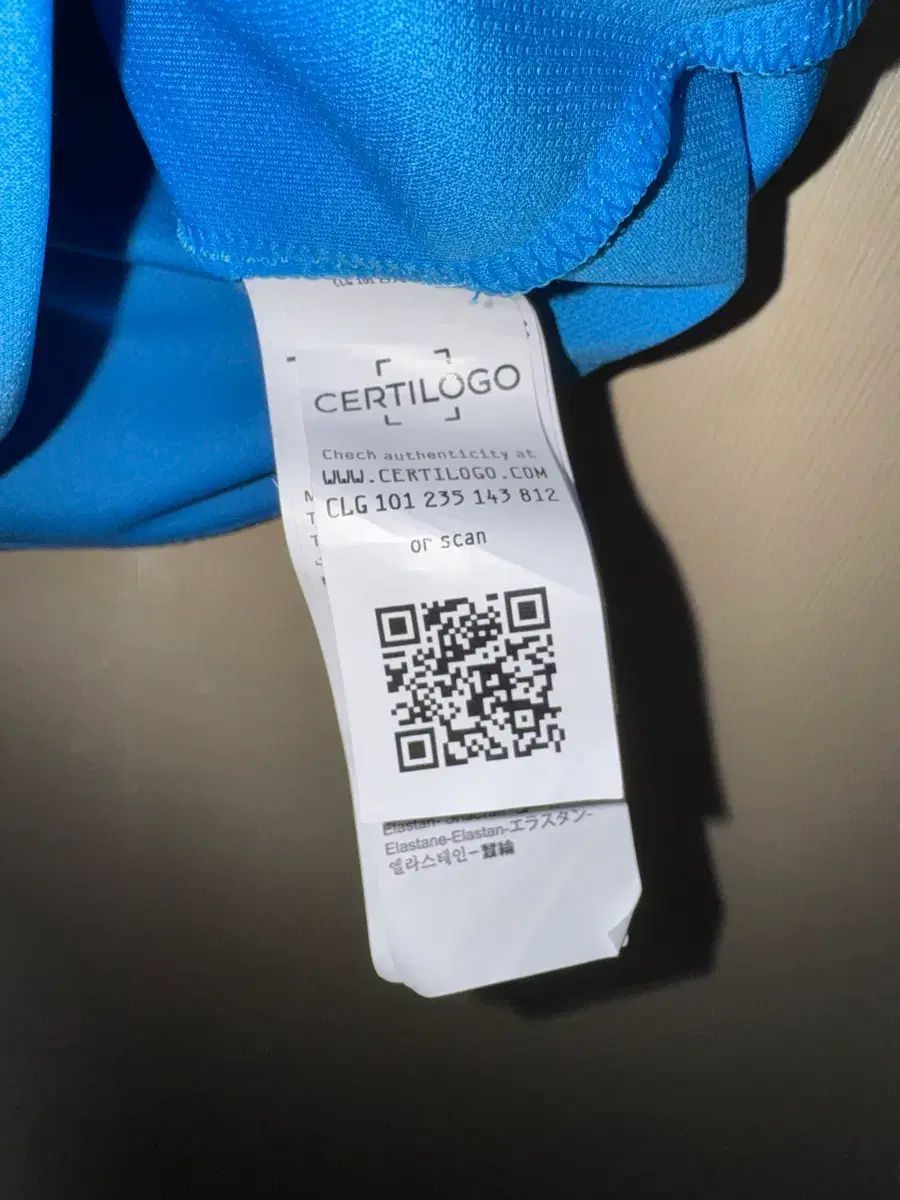 CERTILOGO
Check authenticity at
WWW.CERTILOGO.COM
CLG 101 235 143 812
or scan
Elastane-Elastan-エラスタン-
엘라스테인-